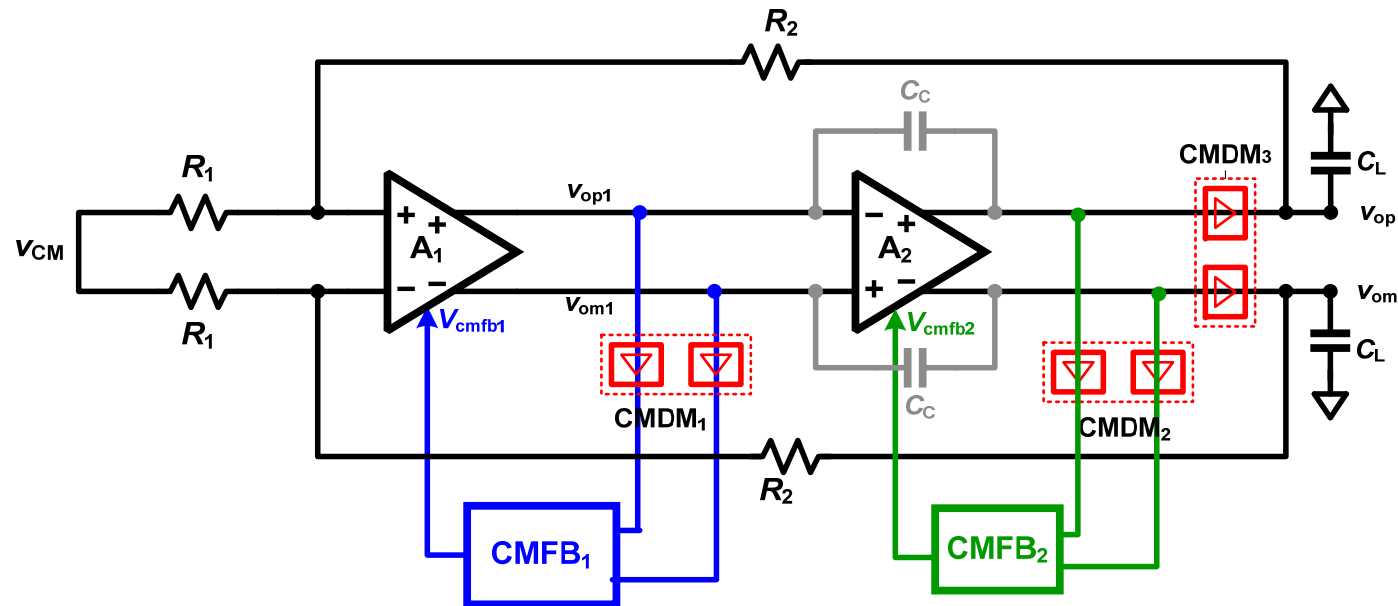 R2
CC
CMDM3
CL
R1
+
+
A1
−
−
vop1
−
+
A2
+
−
vop
vCM
R1
vom1
vom
Vcmfb1
Vcmfb2
CL
CC
CMDM1
CMDM2
R2
CMFB1
CMFB2